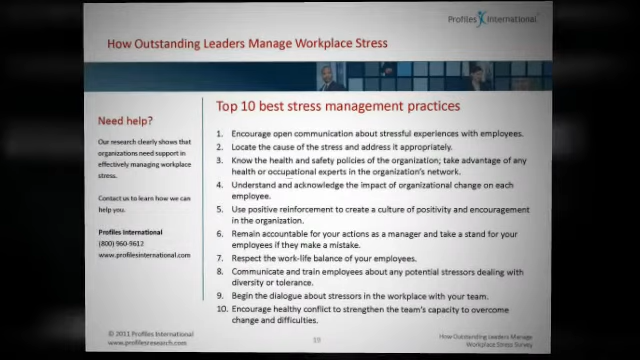 Profiles International
How Outstanding Leaders Manage Workplace Stress
Need help?
Our research clearly shows that
organizations need support in
effectively managing workplace
stress.
Contact us to learn how we can
help you.
Profiles International
(800) 960-9612
www.profilesinternational.com
Top 10 best stress management practices
1. Encourage open communication about stressful experiences with employees.
2. Locate the cause of the stress and address it appropriately.
3. Know the health and safety policies of the organization; take advantage of any
health or occupational experts in the organization's network.
4. Understand and acknowledge the impact of organizational change on each
employee.
5. Use positive reinforcement to create a culture of positivity and encouragement
in the organization.
6. Remain accountable for your actions as a manager and take a stand for your
employees if they make a mistake.
7. Respect the work-life balance of your employees.
8. Communicate and train employees about any potential stressors dealing with
diversity or tolerance.
9. Begin the dialogue about stressors in the workplace with your team.
10. Encourage healthy conflict to strengthen the team's capacity to overcome
change and difficulties.
© 2011 Profiles International
www.profilesresearch.com
How Outstanding Leaders Manage
Workplace Stress Survey